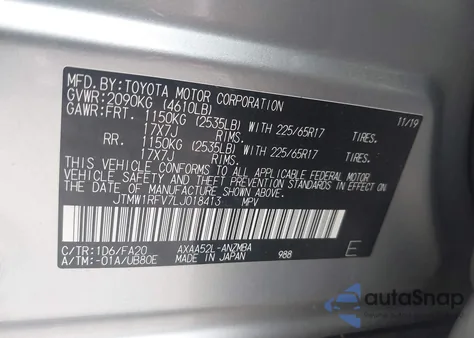 MFD.BY:TOYOTA MOTOR CORPORATION 11/19
GVWR:2090KG (4610LB)
GAWR:FRT. 1150KG (2535LB) WITH 225/65R17 TIRES.
17X7J RIMS.
RR. 1150KG (2535LB) WITH 225/65R17 TIRES.
17X7J RIMS.
THIS VEHICLE CONFORMS TO ALL APPLICABLE FEDERAL MOTOR
VEHICLE SAFETY AND THEFT PREVENTION STANDARDS IN EFFECT ON
THE DATE OF MANUFACTURE SHOWN ABOVE.
JTMW1RFV7LJ018413 MPV
C/TR:1D6/FA20 AXAA52L-ANZMBA
A/TM:-01A/UB80E MADE IN JAPAN 988 E
autoSnap